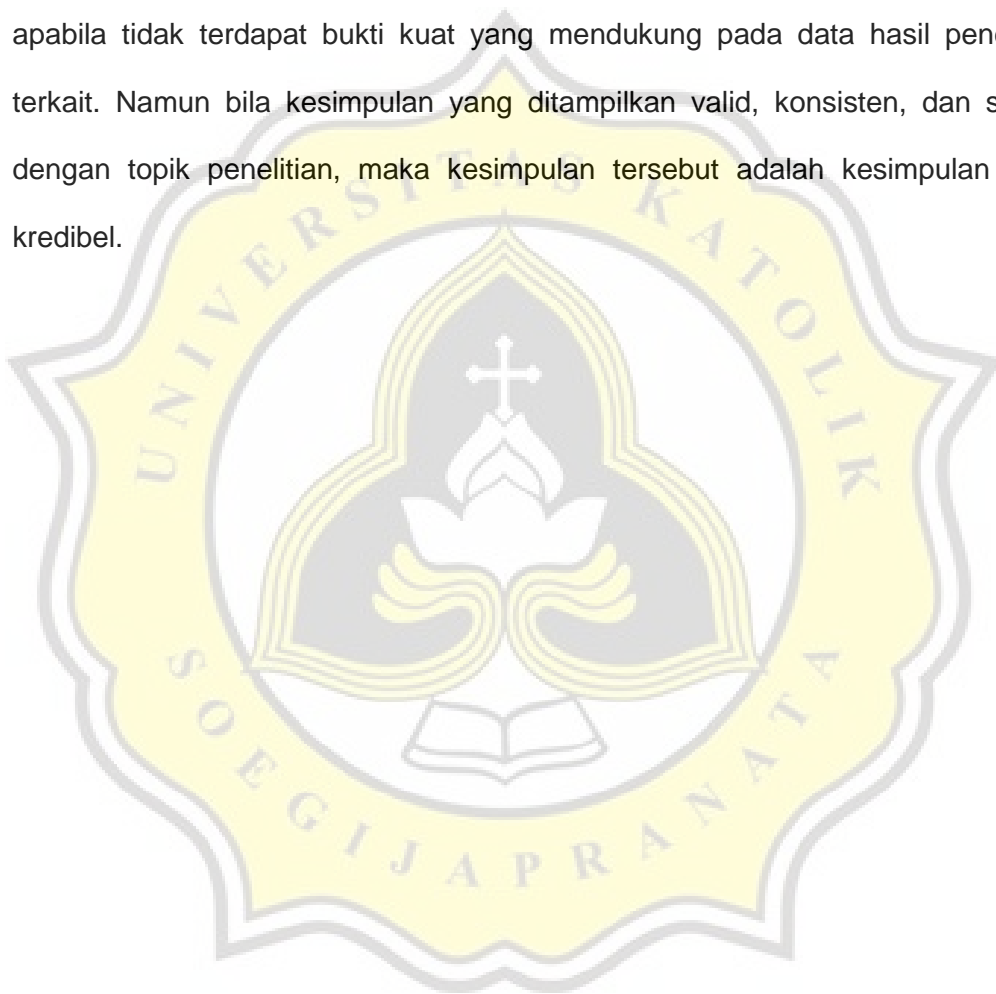 apabila tidak terdapat bukti kuat yang mendukung pada data hasil
terkait. Namun bila kesimpulan yang ditampilkan valid, konsisten, dan
dengan topik penelitian, maka kesimpulan tersebut adalah kesimpulan
kredibel.
UNIVERSITAS KATOLIK
SOEGIJAPRANATA